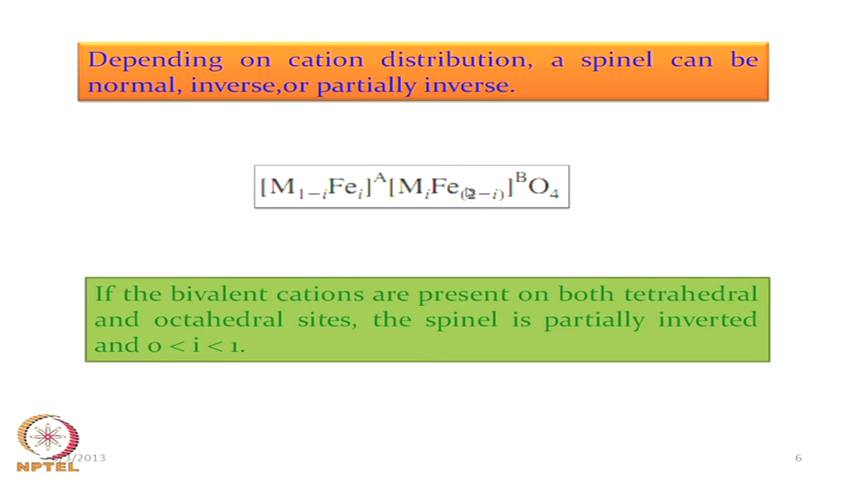 Depending on cation distribution, a spinel can be
normal, inverse,or partially inverse.
[M₁₋ᵢFeᵢ]ᴬ[MᵢFe₍₂₋ᵢ₎]ᴮO₄
If the bivalent cations are present on both tetrahedral
and octahedral sites, the spinel is partially inverted
and 0 < i < 1.
/2013
6
NPTEL